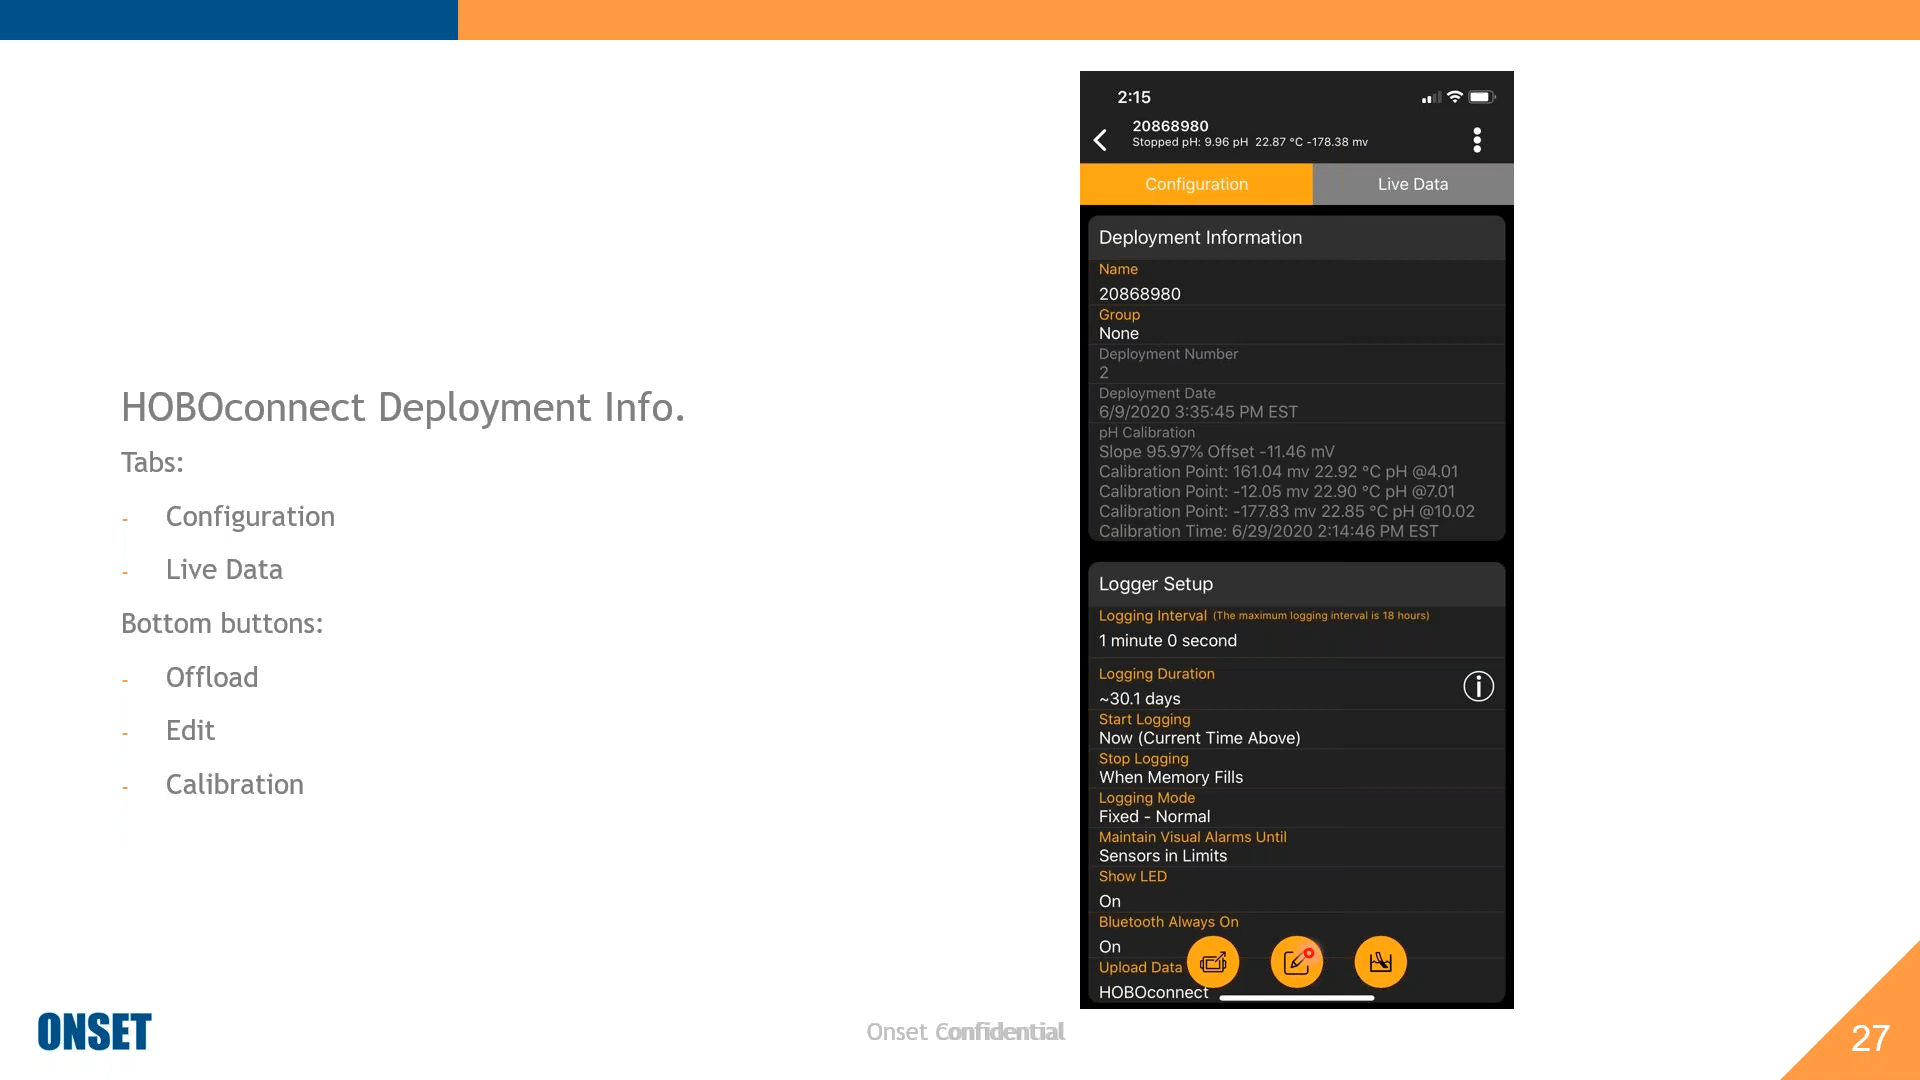 HOBOconnect Deployment Info.
Tabs:
- Configuration
- Live Data
Bottom buttons:
- Offload
- Edit
- Calibration
2:15
20868980
Stopped pH: 9.96 pH 22.87 °C -178.38 mv
Configuration
Live Data
Deployment Information
Name
20868980
Group
None
Deployment Number
2
Deployment Date
6/9/2020 3:35:45 PM EST
pH Calibration
Slope 95.97% Offset -11.46 mV
Calibration Point: 161.04 mv 22.92 °C pH @4.01
Calibration Point: -12.05 mv 22.90 °C pH @7.01
Calibration Point: -177.83 mv 22.85 °C pH @10.02
Calibration Time: 6/29/2020 2:14:46 PM EST
Logger Setup
Logging Interval (The maximum logging interval is 18 hours)
1 minute 0 second
Logging Duration
~30.1 days
Start Logging
Now (Current Time Above)
Stop Logging
When Memory Fills
Logging Mode
Fixed - Normal
Maintain Visual Alarms Until
Sensors in Limits
Show LED
On
Bluetooth Always On
On
Upload Data
HOBOconnect
ONSET
Onset Confidential
27